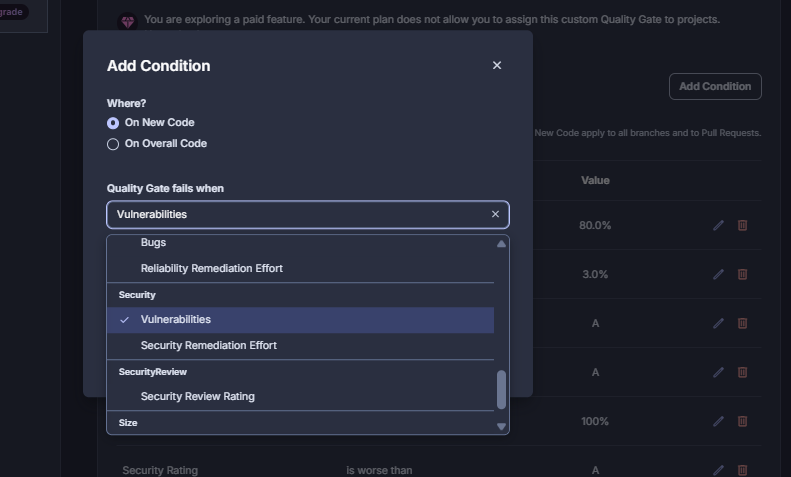 grade
You are exploring a paid feature. Your current plan does not allow you to assign this custom Quality Gate to projects.
Add Condition
Where?
On New Code
On Overall Code
Add Condition
New Code apply to all branches and to Pull Requests.
Quality Gate fails when
Value
Vulnerabilities
80.0%
Bugs
Reliability Remediation Effort
3.0%
Security
Vulnerabilities
A
Security Remediation Effort
SecurityReview
A
Security Review Rating
Size
100%
Security Rating is worse than A